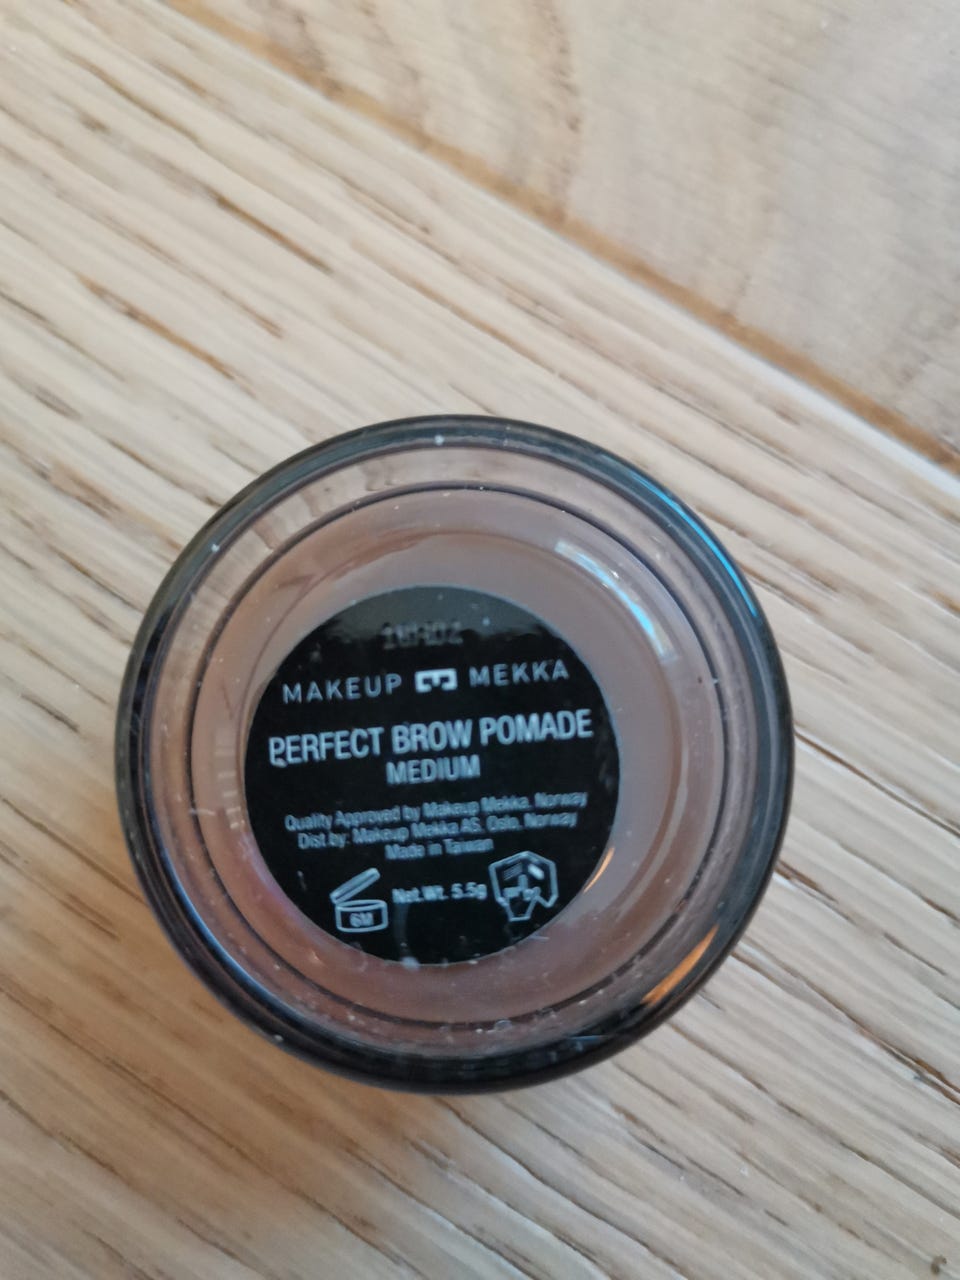 MAKEUP MEKKA
PERFECT BROW POMADE
MEDIUM
Quality Approved by Makeup Mekka, Norway
Dist by: Makeup Mekka AS, Oslo, Norway
Made in Taiwan
6M Net.Wt. 5.5g